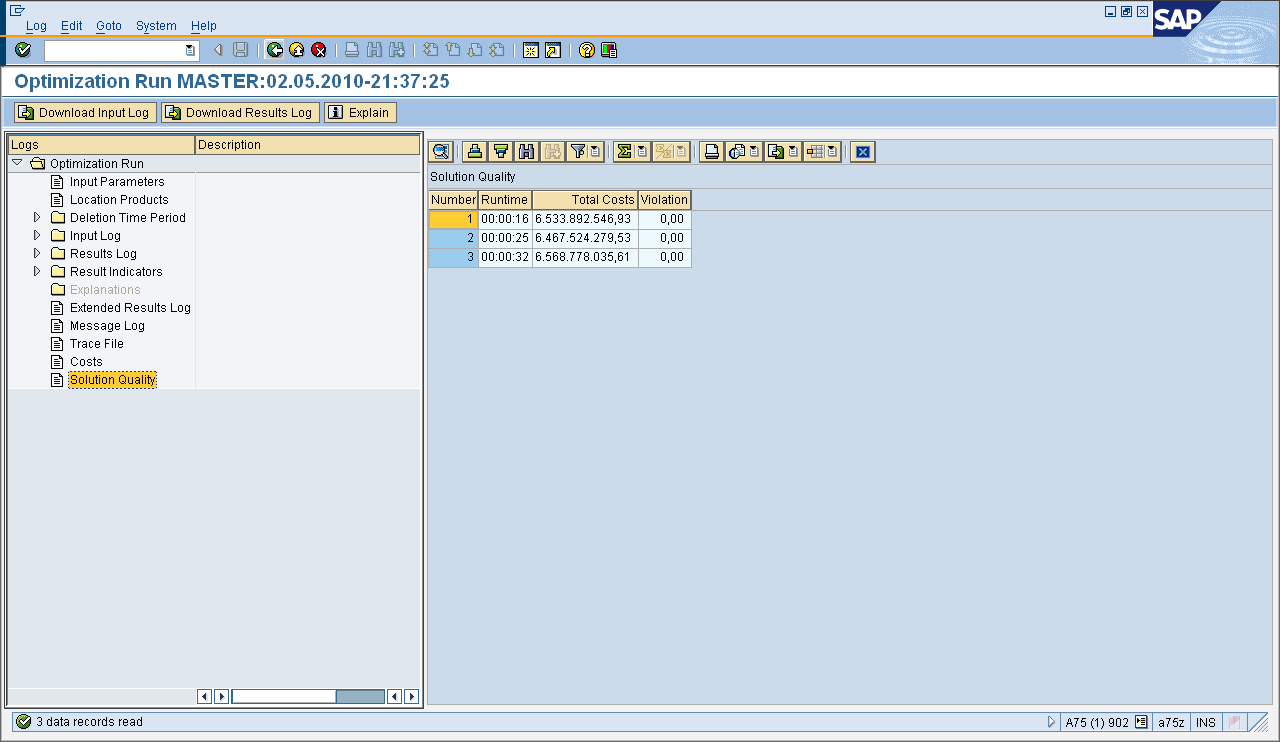 Log Edit Goto System Help
SAP
Optimization Run MASTER:02.05.2010-21:37:25
Download Input Log Download Results Log Explain
Logs Description
Optimization Run
Input Parameters
Location Products
Deletion Time Period
Input Log
Results Log
Result Indicators
Explanations
Extended Results Log
Message Log
Trace File
Costs
Solution Quality
Solution Quality
Number Runtime Total Costs Violation
1 00:00:16 6.533.892.546,93 0,00
2 00:00:25 6.467.524.279,53 0,00
3 00:00:32 6.568.778.035,61 0,00
3 data records read
A75 (1) 902 a75z INS